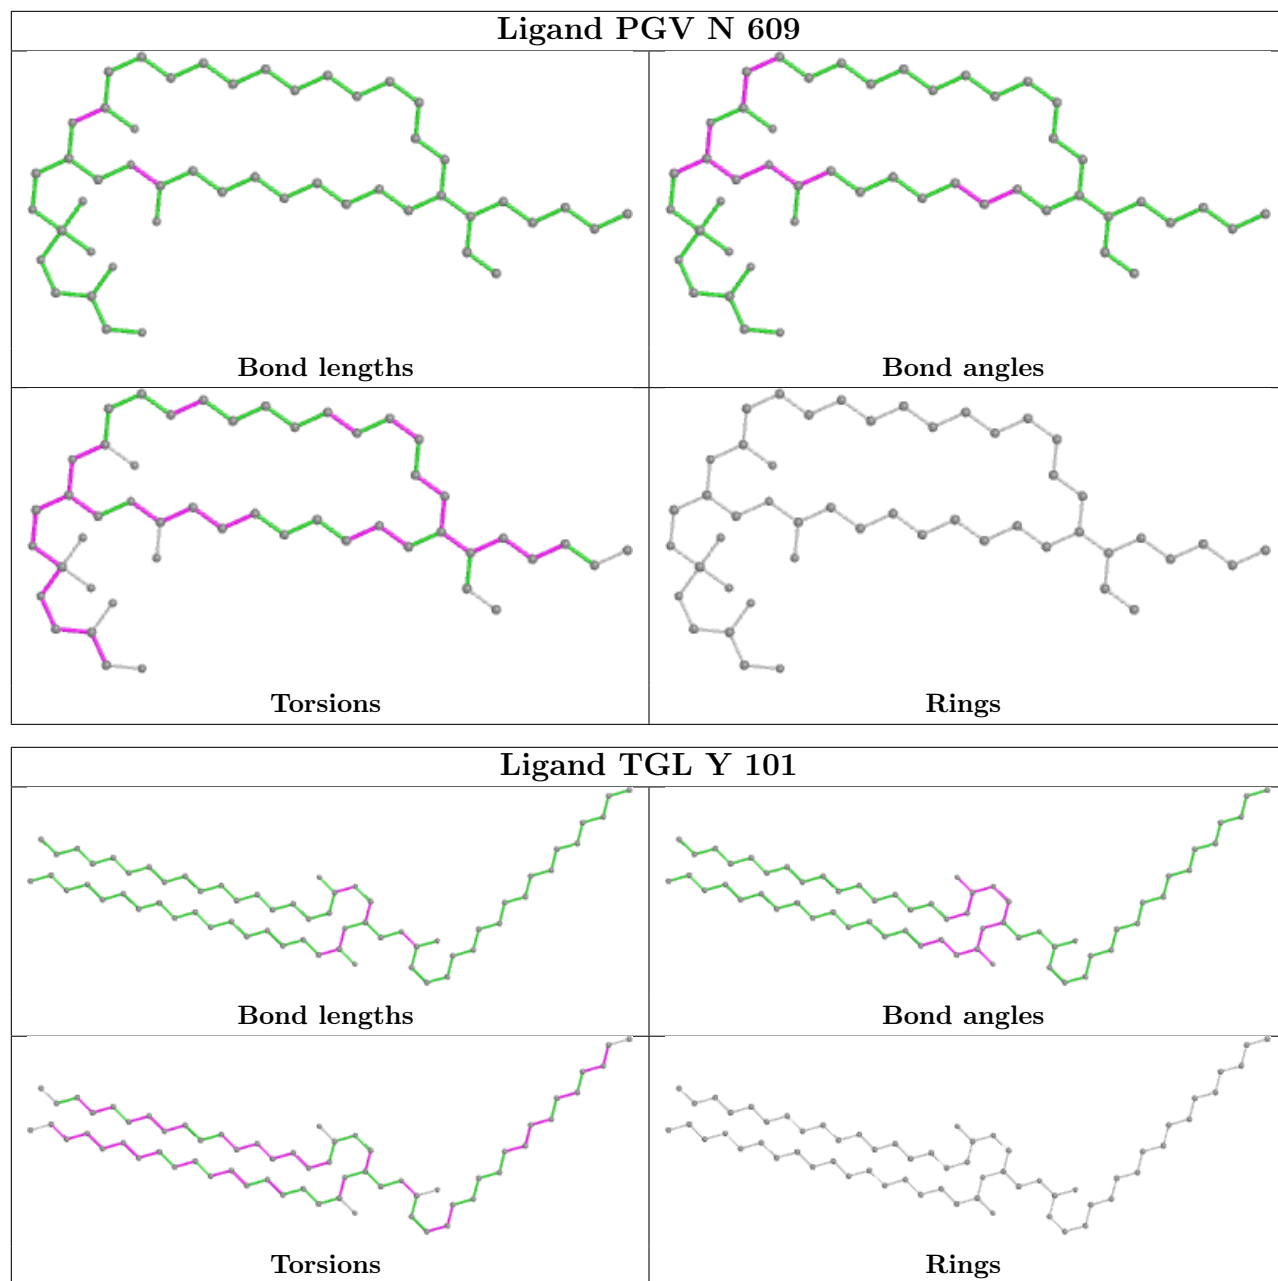 Ligand PGV N 609
Bond lengths
Bond angles
Torsions
Rings
Ligand TGL Y 101
Bond lengths
Bond angles
Torsions
Rings